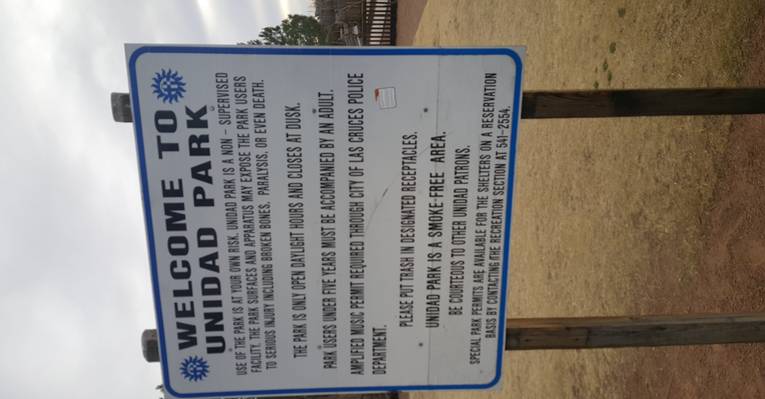 WELCOME TO
UNIDAD PARK
USE OF THE PARK IS AT YOUR OWN RISK. UNIDAD PARK IS A NON - SUPERVISED
FACILITY. THE PARK SURFACES AND APPARATUS MAY EXPOSE THE PARK USERS
TO SERIOUS INJURY INCLUDING BROKEN BONES, PARALYSIS, OR EVEN DEATH.
THE PARK IS ONLY OPEN DAYLIGHT HOURS AND CLOSES AT DUSK.
PARK USERS UNDER FIVE YEARS MUST BE ACCOMPANIED BY AN ADULT.
AMPLIFIED MUSIC PERMIT REQUIRED THROUGH CITY OF LAS CRUCES POLICE
DEPARTMENT.
PLEASE PUT TRASH IN DESIGNATED RECEPTACLES.
UNIDAD PARK IS A SMOKE-FREE AREA.
BE COURTEOUS TO OTHER UNIDAD PATRONS.
SPECIAL PARK PERMITS ARE AVAILABLE FOR THE SHELTERS ON A RESERVATION
BASIS BY CONTACTING THE RECREATION SECTION AT 541-2554.